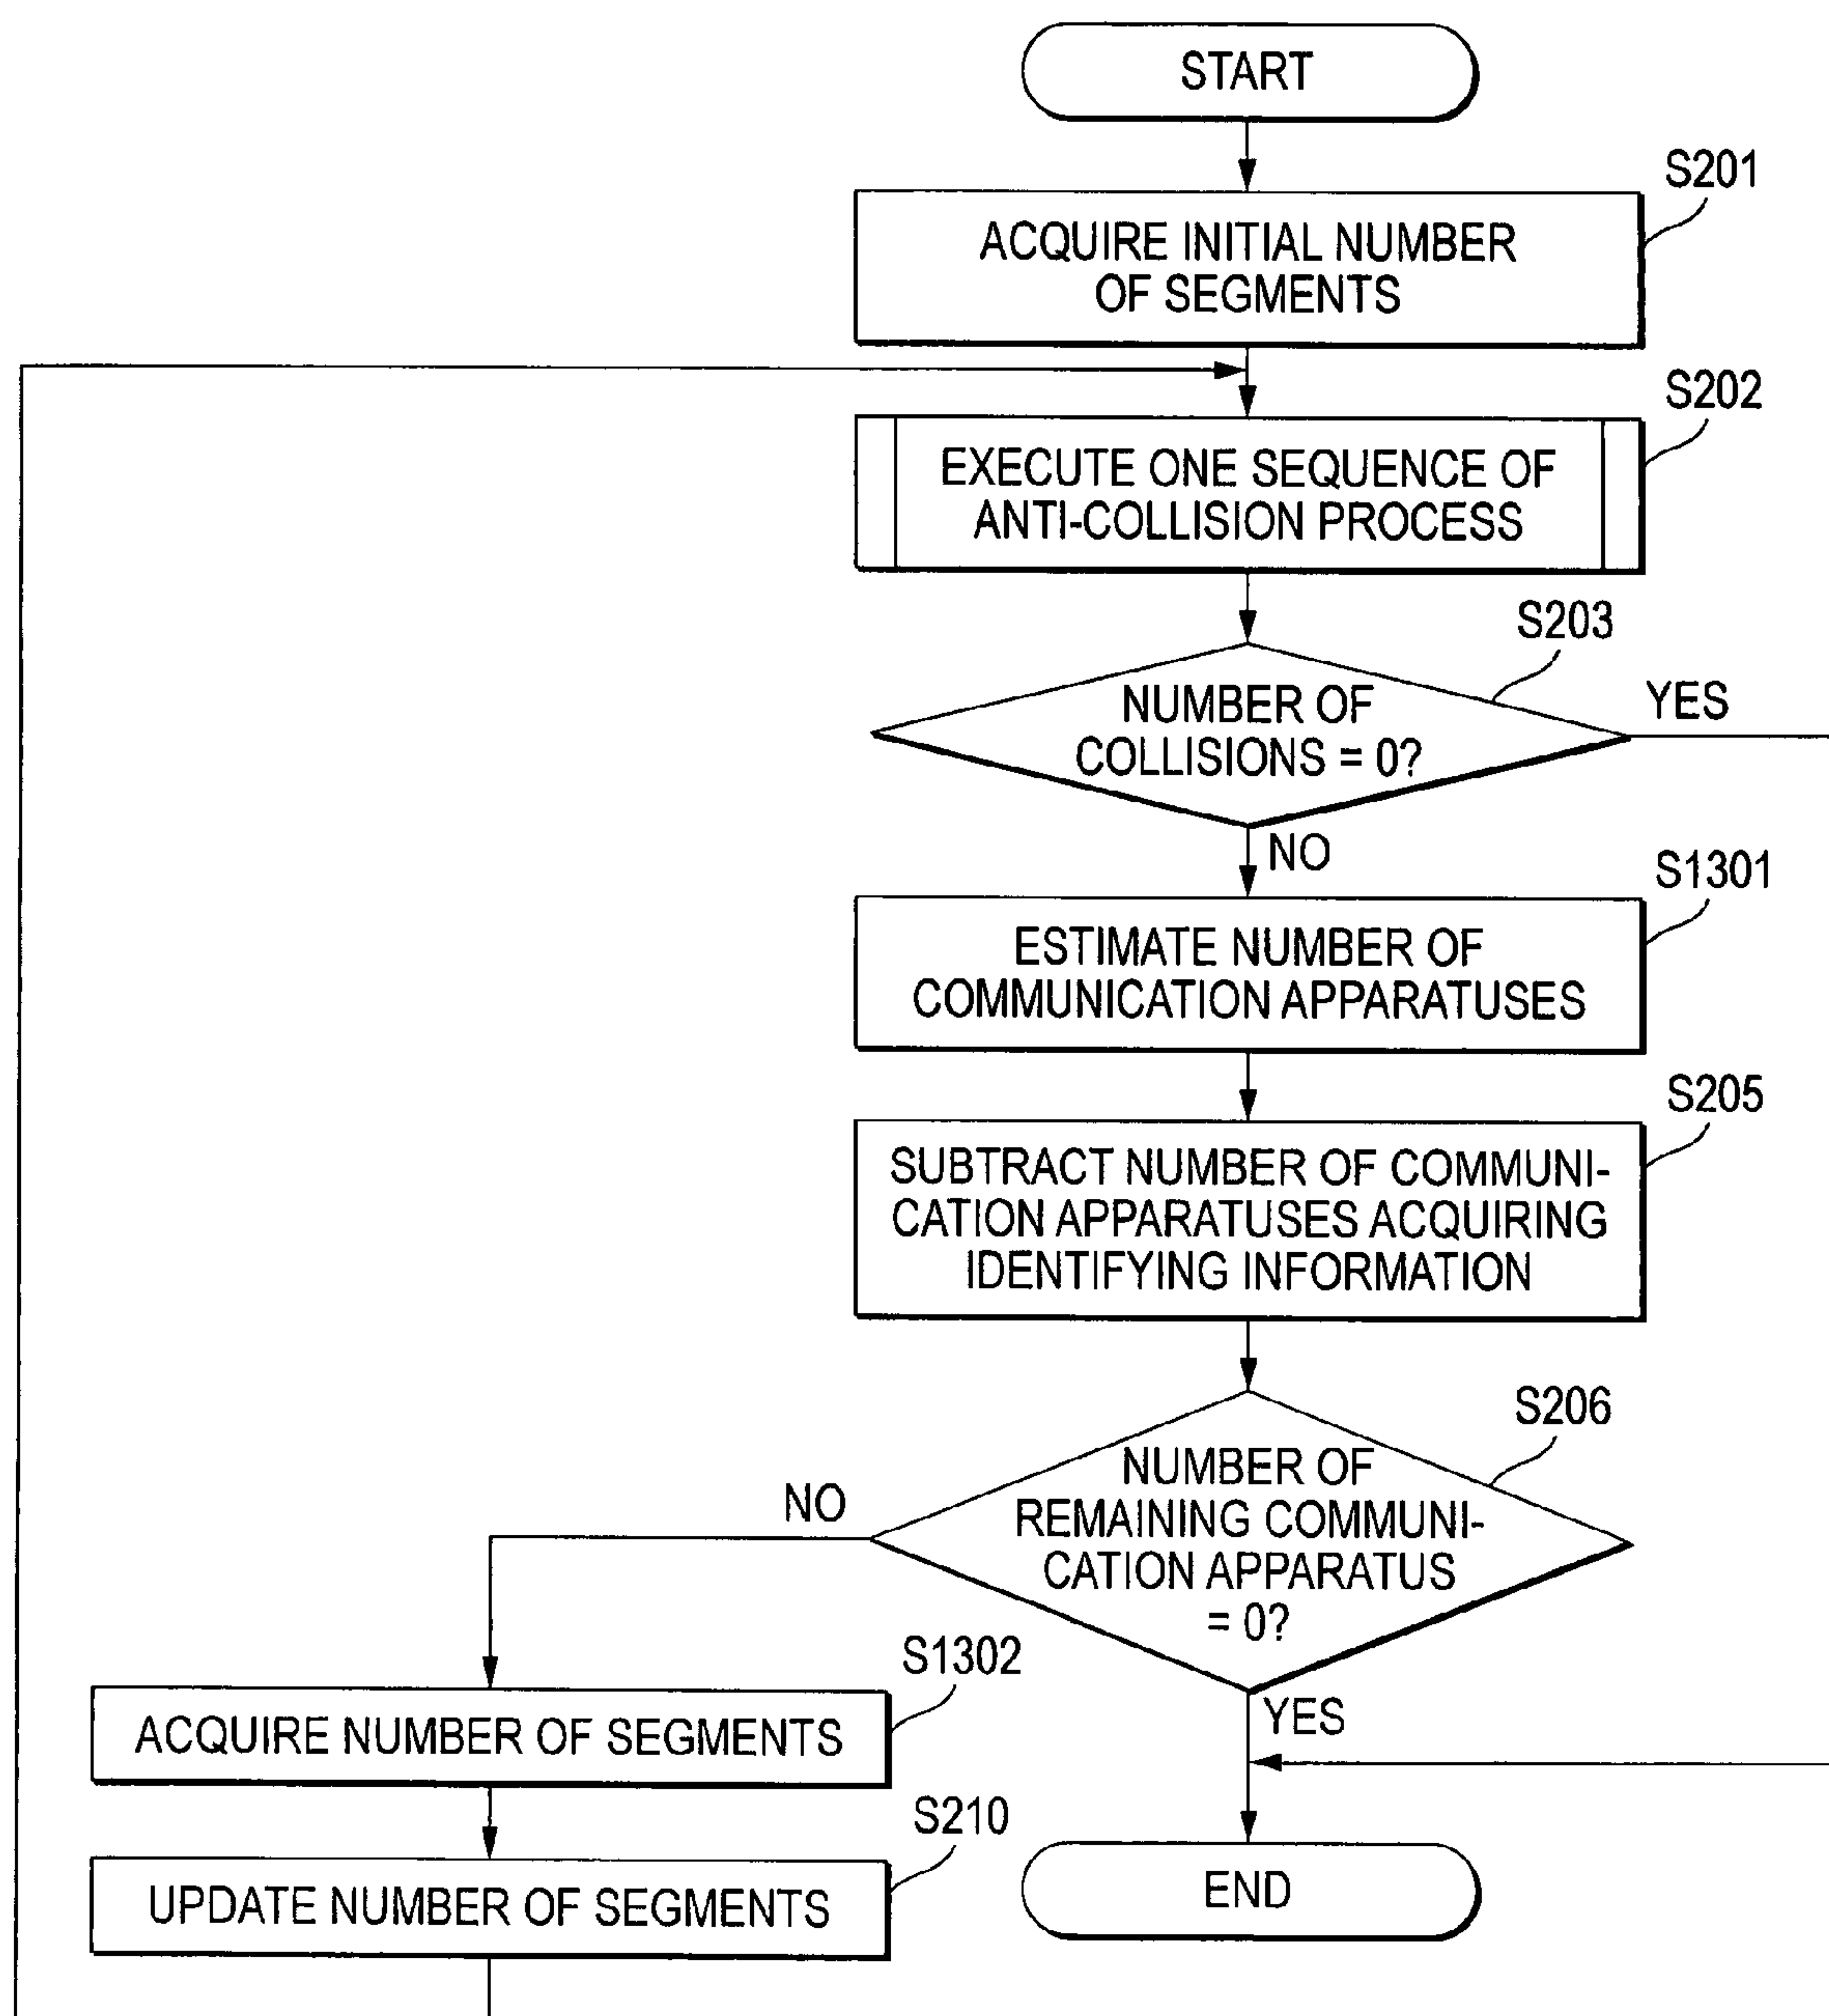 START
S201
ACQUIRE INITIAL NUMBER
OF SEGMENTS
S202
EXECUTE ONE SEQUENCE OF
ANTI-COLLISION PROCESS
S203
NUMBER OF
COLLISIONS = 0?
YES
NO
S1301
ESTIMATE NUMBER OF
COMMUNICATION APPARATUSES
S205
SUBTRACT NUMBER OF COMMUNI-
CATION APPARATUSES ACQUIRING
IDENTIFYING INFORMATION
S206
NUMBER OF
REMAINING COMMUNI-
CATION APPARATUS
= 0?
NO
YES
S1302
ACQUIRE NUMBER OF SEGMENTS
S210
UPDATE NUMBER OF SEGMENTS
END